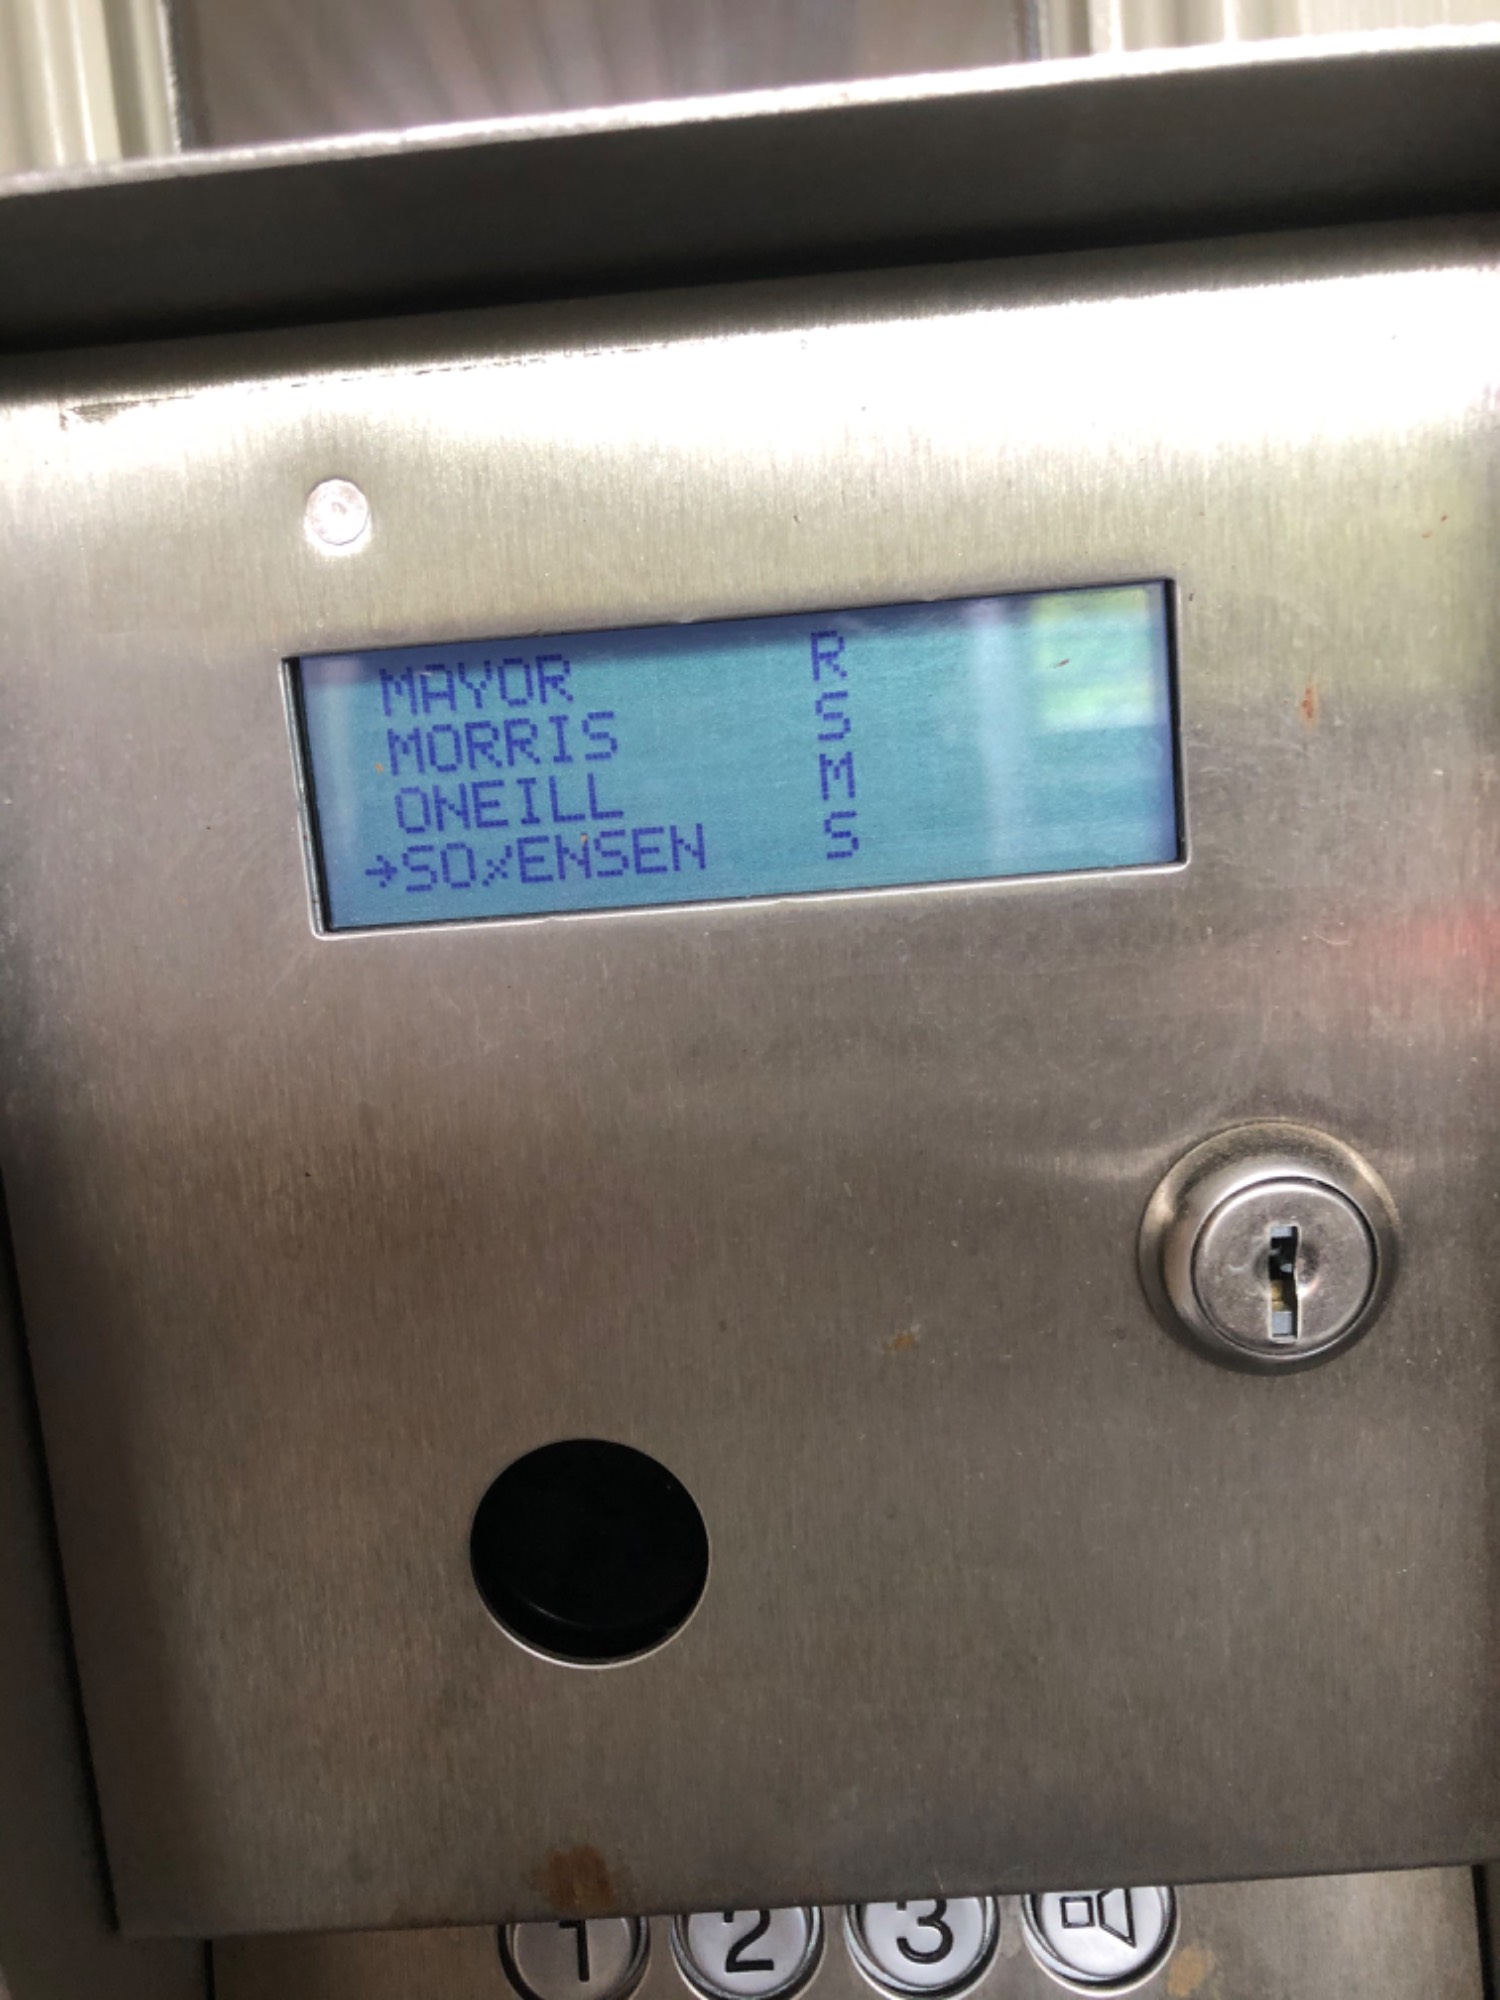 MAYOR R
MORRIS S
ONEILL M
→SO٪ENSEN S
1 2 3